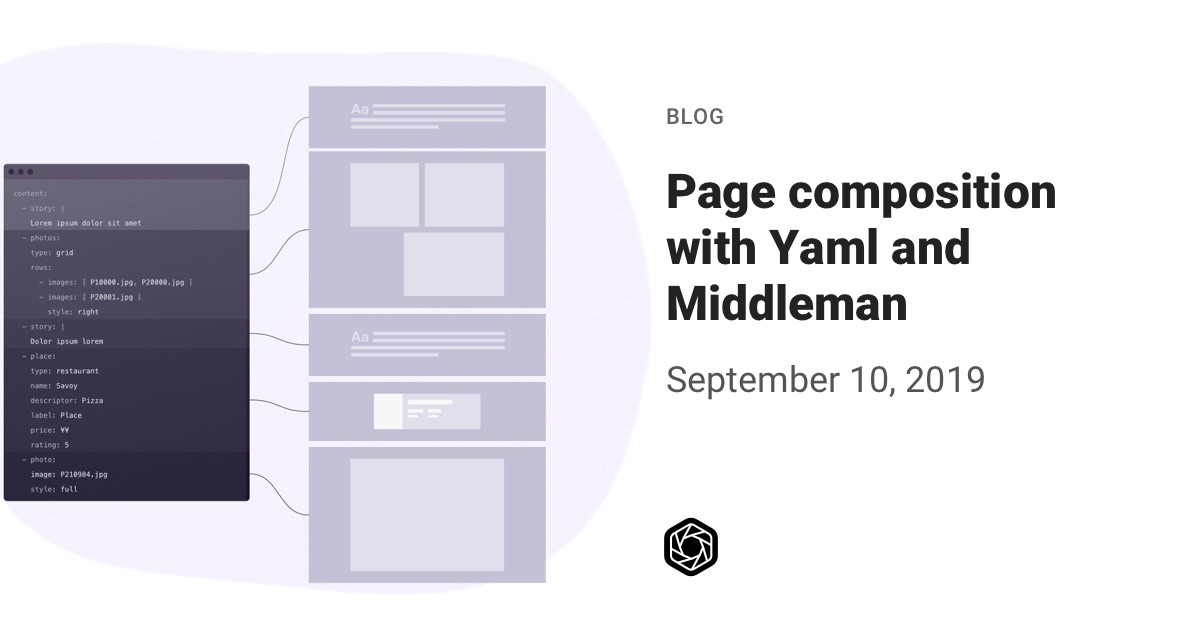 content:
– story: |
Lorem ipsum dolor sit amet
– photos:
type: grid
rows:
– images: [ P10000.jpg, P20000.jpg ]
– images: [ P20001.jpg ]
style: right
– story: |
Dolor ipsum lorem
– place:
type: restaurant
name: Savoy
descriptor: Pizza
label: Place
price: ¥¥
rating: 5
– photo:
image: P210984.jpg
style: full
Aa
Aa
BLOG
Page composition
with Yaml and
Middleman
September 10, 2019